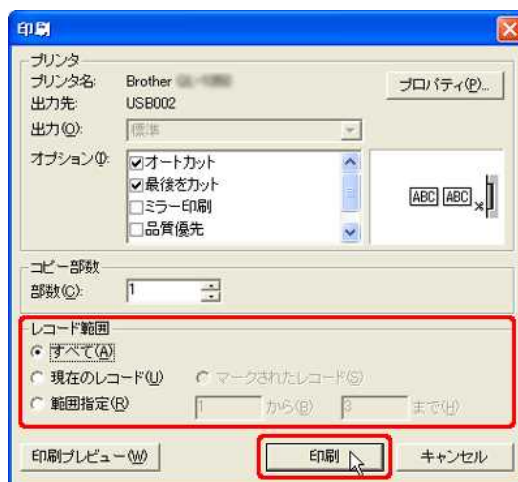 印刷
プリンタ
プリンタ名: Brother
プロパティ(P)...
出力先: USB002
出力(O): 標準
オプション(I): オートカット
最後をカット
ミラー印刷
品質優先
ABC ABC
コピー部数
部数(C): 1
レコード範囲
すべて(A)
現在のレコード(U) マークされたレコード(S)
範囲指定(R) 1 から(B) 3 まで(H)
印刷プレビュー(W) 印刷 キャンセル